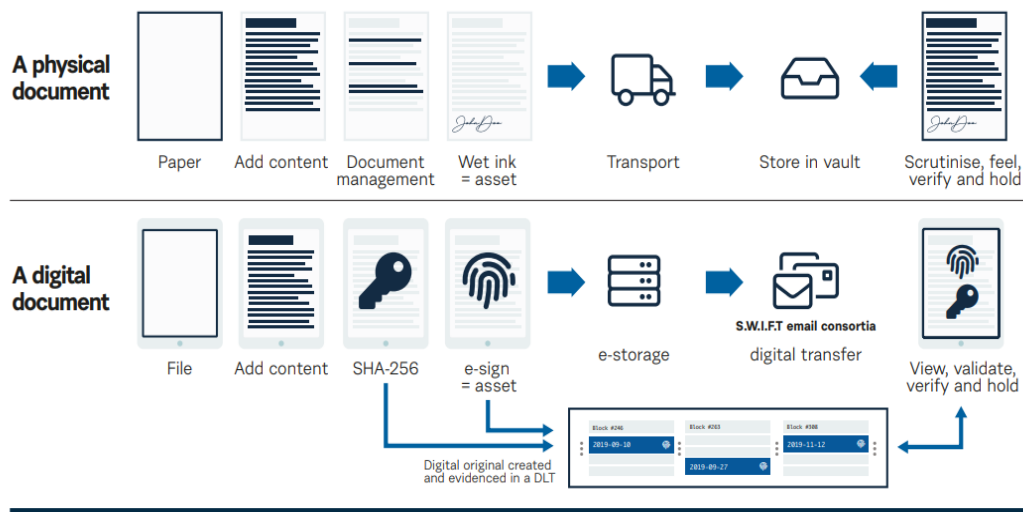 A physical
document
Paper
Add content
Document
management
JohnDoe
Wet ink
= asset
Transport
Store in vault
JohnDoe
Scrutinise, feel,
verify and hold
A digital
document
File
Add content
SHA-256
e-sign
= asset
e-storage
S.W.I.F.T email consortia
digital transfer
View, validate,
verify and hold
Digital original created
and evidenced in a DLT
Block #246
2019-09-10
Block #263
2019-09-27
Block #308
2019-11-12